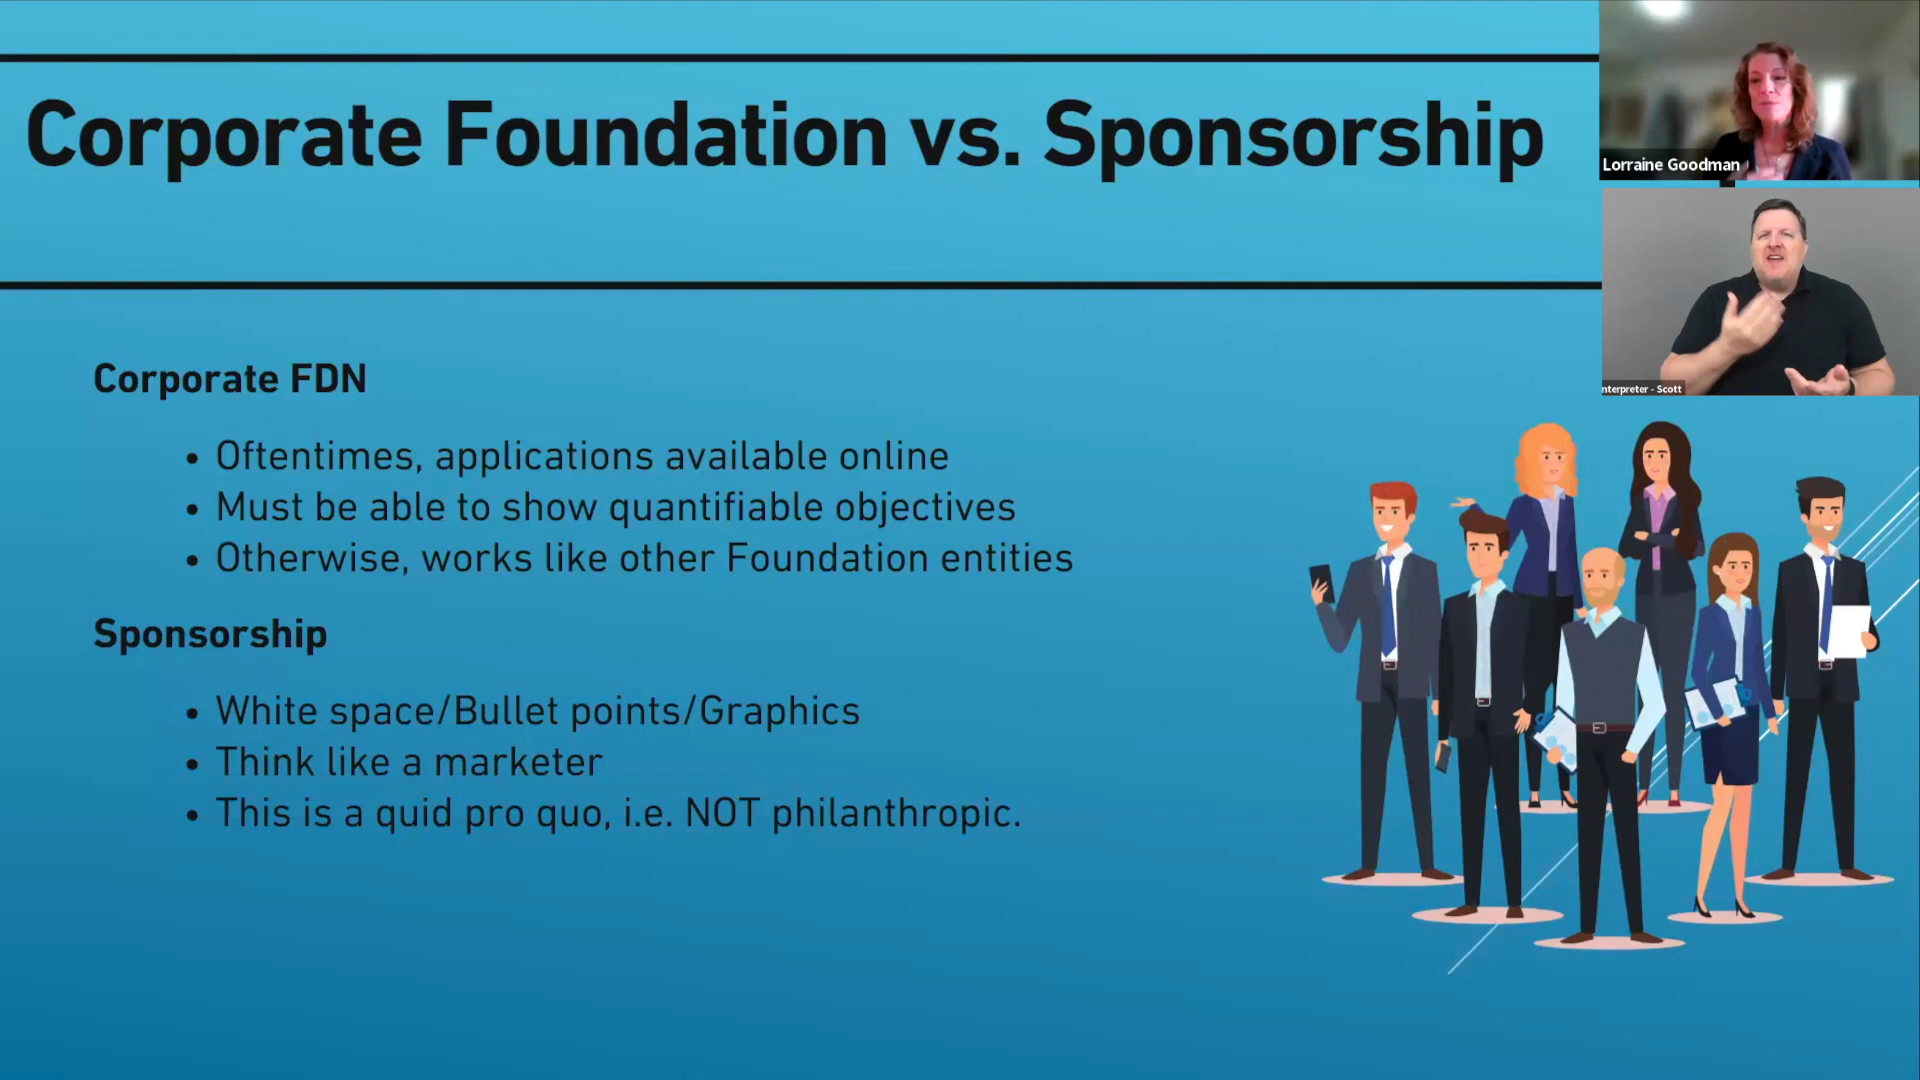 Corporate Foundation vs. Sponsorship
Lorraine Goodman
nterpreter - Scott
Corporate FDN
• Oftentimes, applications available online
• Must be able to show quantifiable objectives
• Otherwise, works like other Foundation entities
Sponsorship
• White space/Bullet points/Graphics
• Think like a marketer
• This is a quid pro quo, i.e. NOT philanthropic.